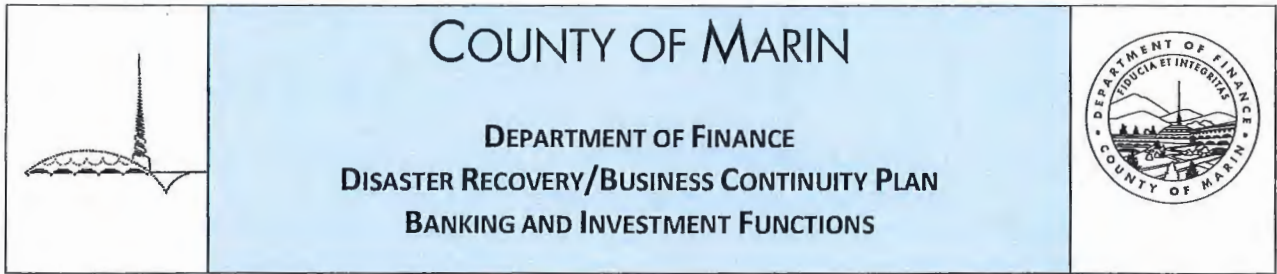 COUNTY OF MARIN
DEPARTMENT OF FINANCE
DISASTER RECOVERY/BUSINESS CONTINUITY PLAN
BANKING AND INVESTMENT FUNCTIONS
DEPARTMENT OF FINANCE
FIDUCIA ET INTEGRITAS
COUNTY OF MARIN